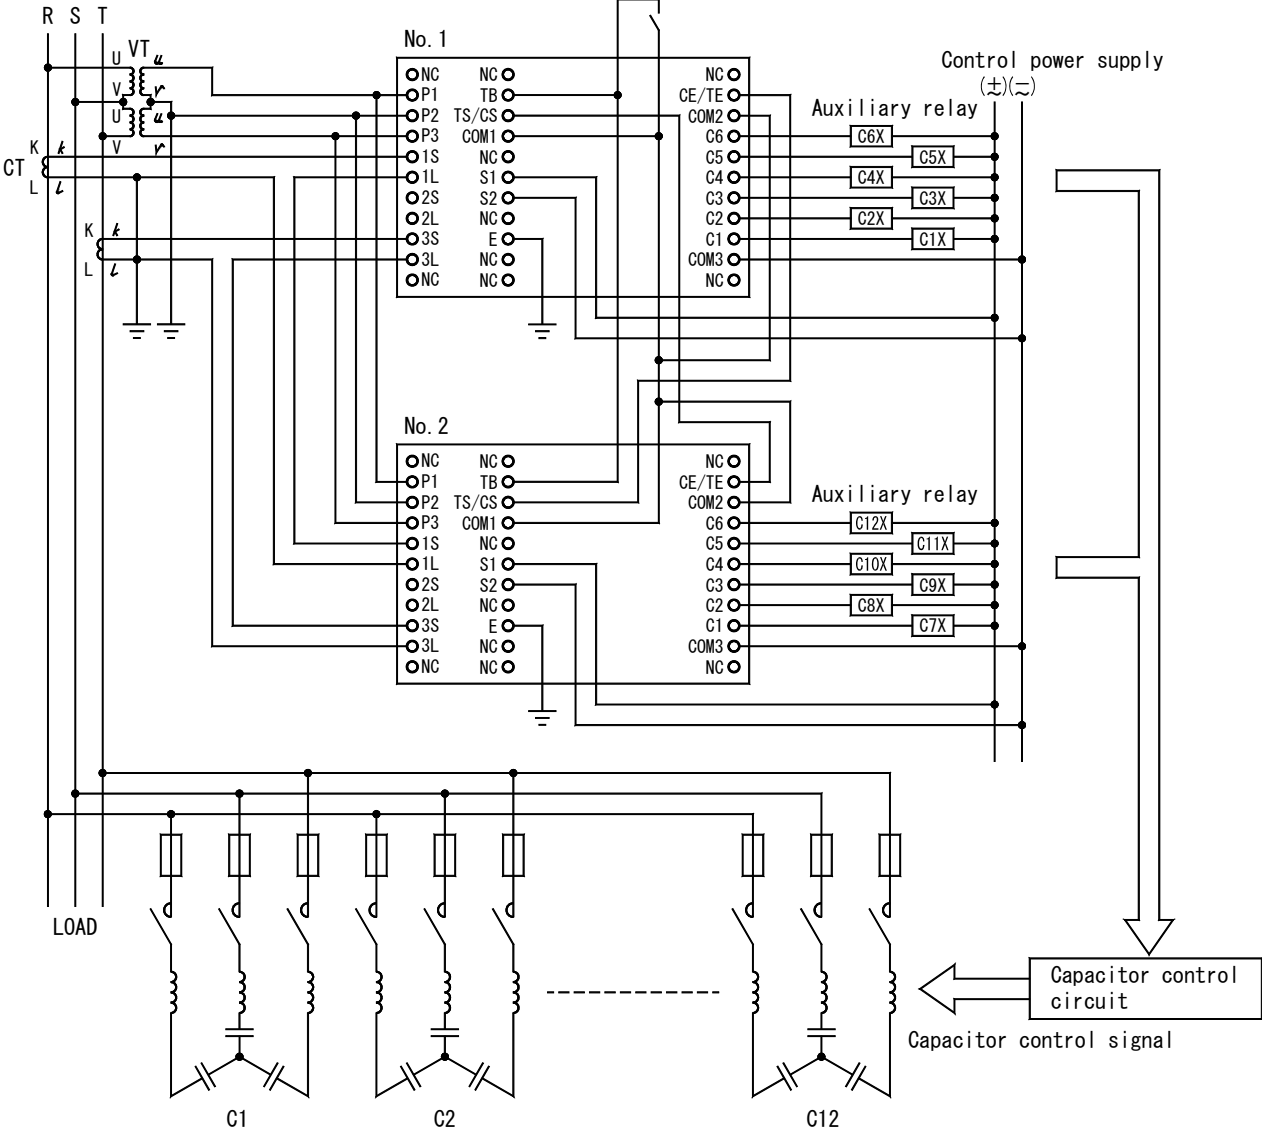 R S T
No. 1
Control power supply
(±) (−)
U VT u
NC NC NC
V v P1 TB CE/TE
Auxiliary relay
U u P2 TS/CS COM2
V v P3 COM1 C6 C6X
K k 1S NC C5 C5X
CT
L l 1L S1 C4 C4X
2S S2 C3 C3X
2L NC C2 C2X
K k 3S E C1 C1X
L l 3L NC COM3
NC NC NC
No. 2
NC NC NC
P1 TB CE/TE
Auxiliary relay
P2 TS/CS COM2
P3 COM1 C6 C12X
1S NC C5 C11X
1L S1 C4 C10X
2S S2 C3 C9X
2L NC C2 C8X
3S E C1 C7X
3L NC COM3
NC NC NC
LOAD
Capacitor control
circuit
Capacitor control signal
C1 C2 C12